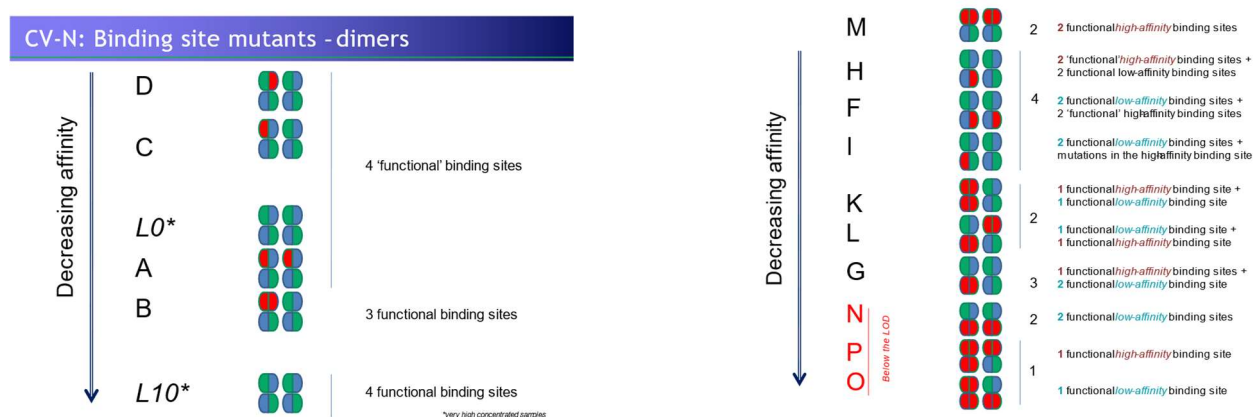 CV-N: Binding site mutants - dimers
Decreasing affinity
D
C
4 ‘functional’ binding sites
L0*
A
B
3 functional binding sites
L10*
4 functional binding sites
*very high concentrated samples
Decreasing affinity
M
2
2 functional high-affinity binding sites
H
2 ‘functional’ high-affinity binding sites +
2 functional low-affinity binding sites
F
4
2 functional low-affinity binding sites +
2 ‘functional’ high-affinity binding sites
I
2 functional low-affinity binding sites +
mutations in the high-affinity binding site
K
1 functional high-affinity binding site +
1 functional low-affinity binding site
2
L
1 functional low-affinity binding site +
1 functional high-affinity binding site
G
3
1 functional high-affinity binding sites +
2 functional low-affinity binding site
N
2
2 functional low-affinity binding sites
Below the LOD
P
1 functional high-affinity binding site
1
O
1 functional low-affinity binding site